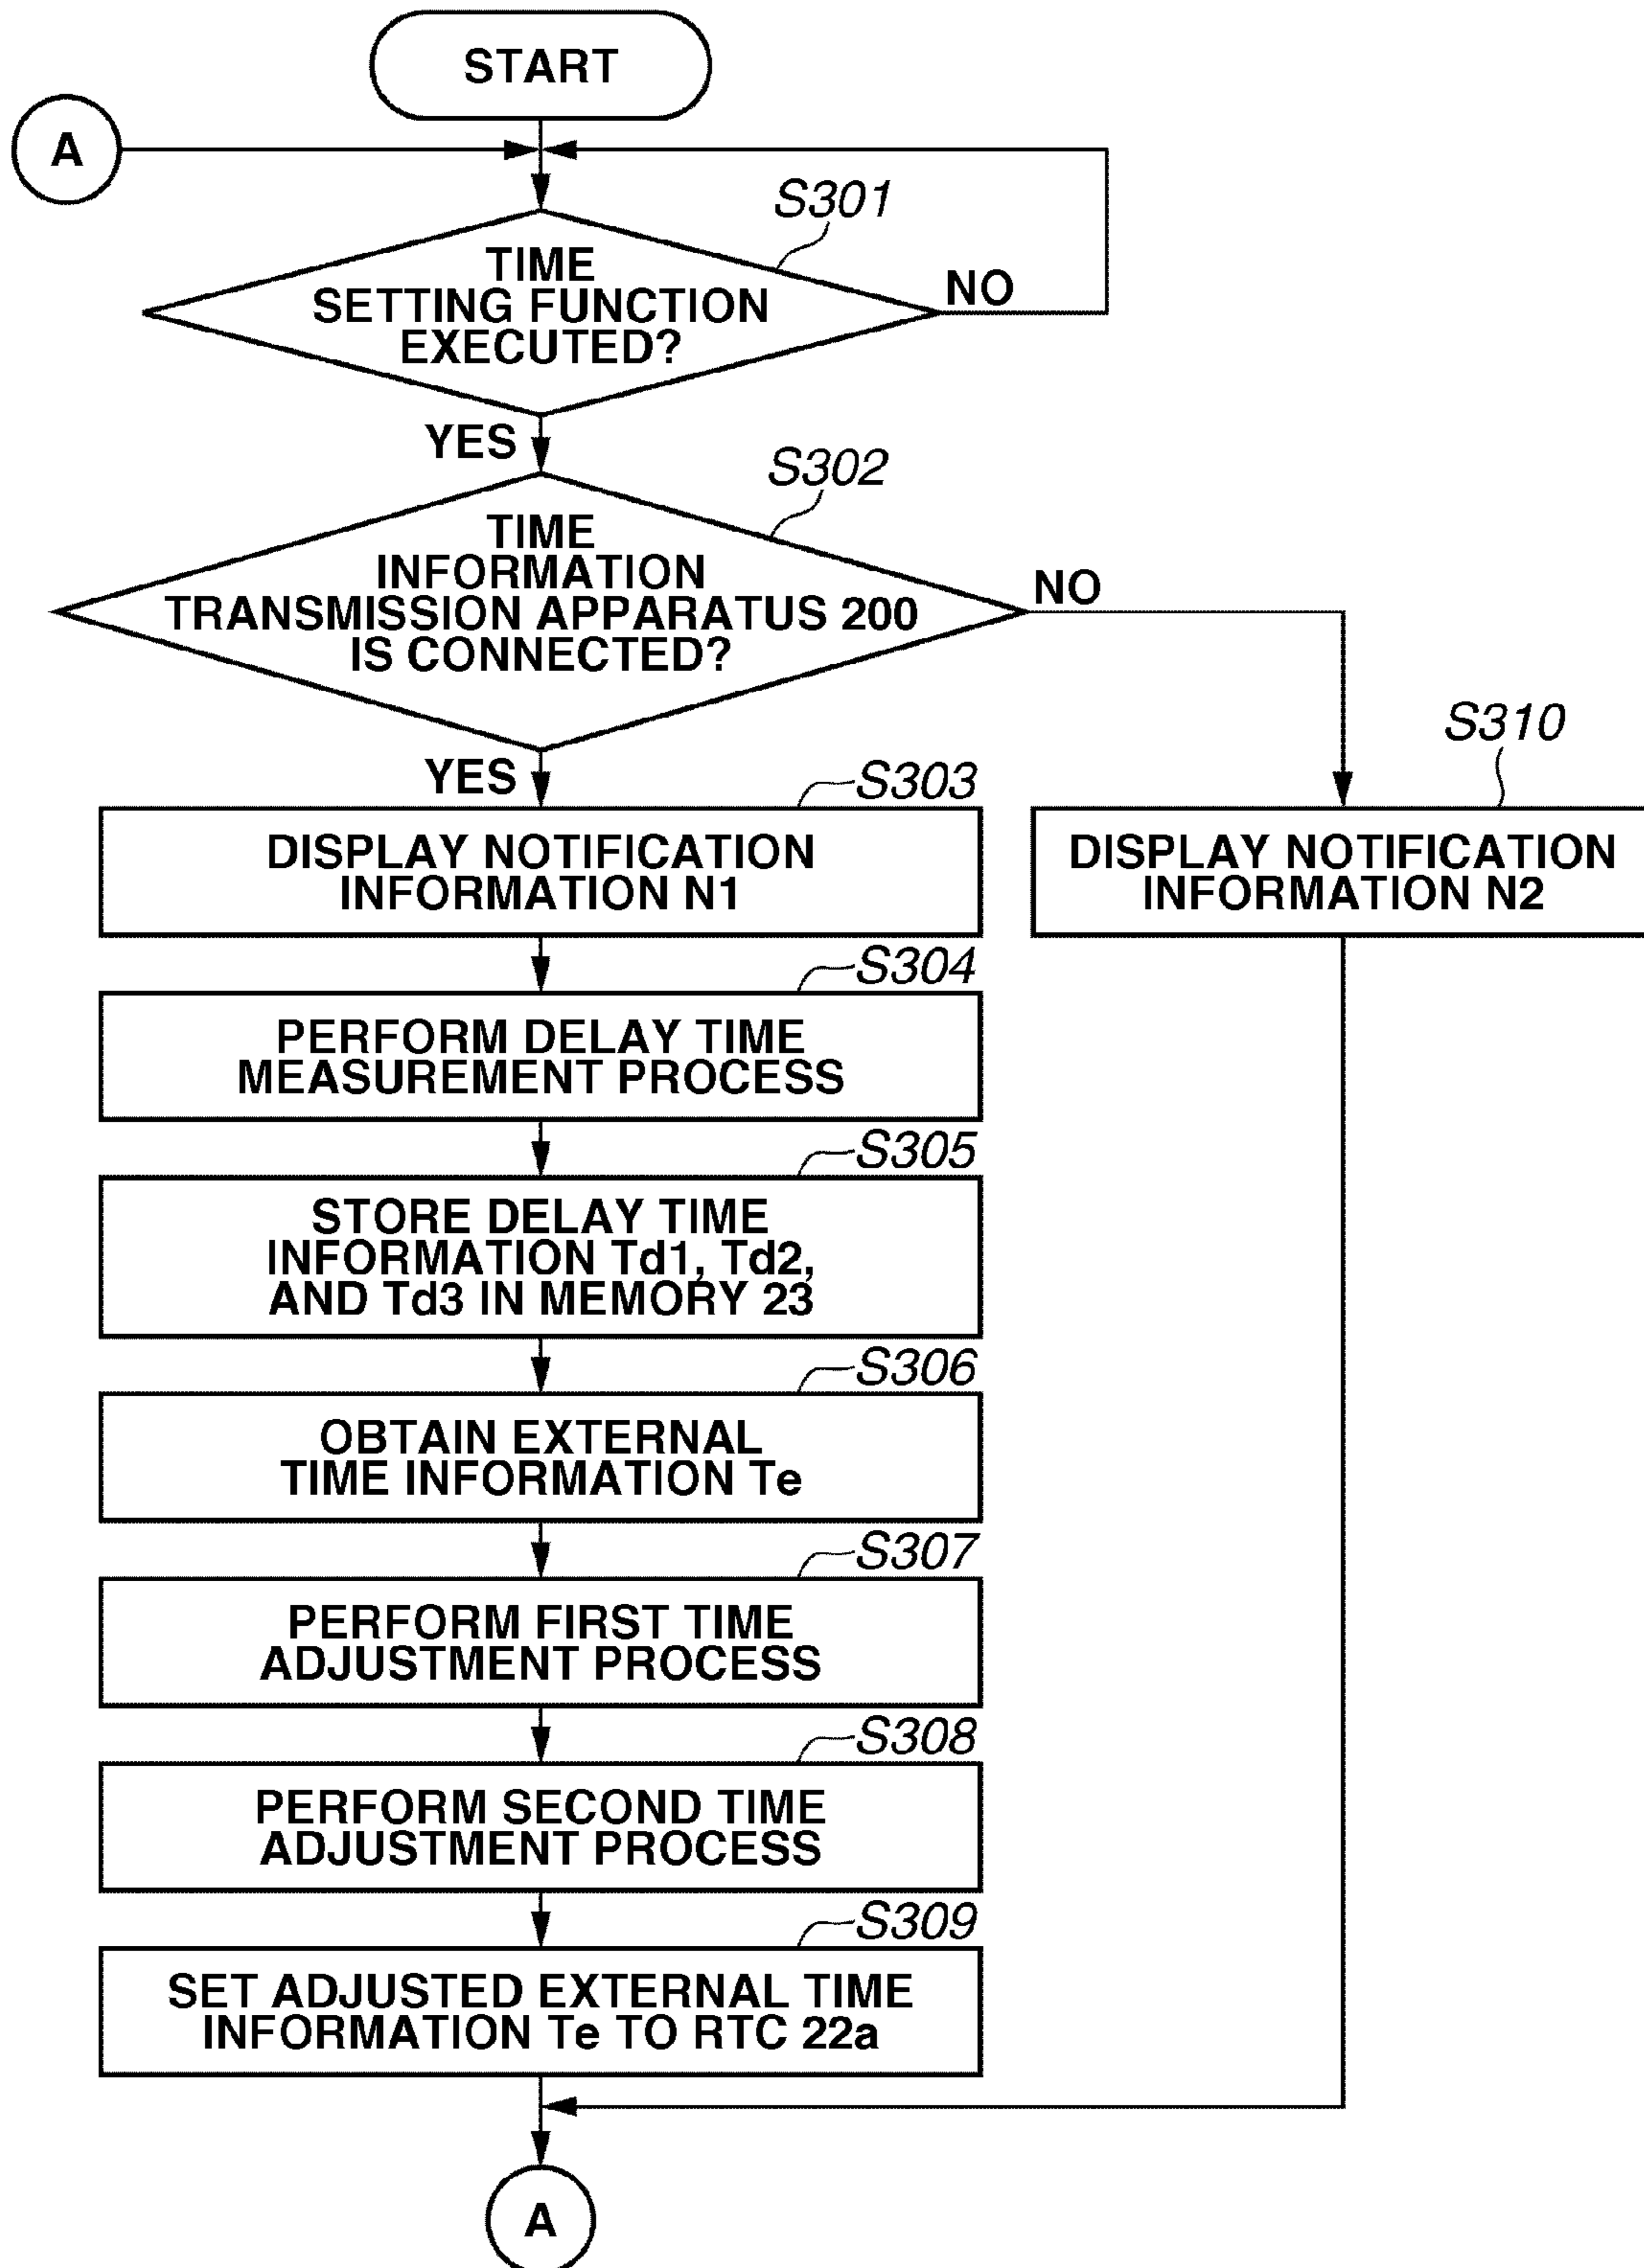 START
A
S301
TIME
SETTING FUNCTION
EXECUTED?
NO
YES
S302
TIME
INFORMATION
TRANSMISSION APPARATUS 200
IS CONNECTED?
NO
YES
S303
DISPLAY NOTIFICATION
INFORMATION N1
S310
DISPLAY NOTIFICATION
INFORMATION N2
S304
PERFORM DELAY TIME
MEASUREMENT PROCESS
S305
STORE DELAY TIME
INFORMATION Td1, Td2,
AND Td3 IN MEMORY 23
S306
OBTAIN EXTERNAL
TIME INFORMATION Te
S307
PERFORM FIRST TIME
ADJUSTMENT PROCESS
S308
PERFORM SECOND TIME
ADJUSTMENT PROCESS
S309
SET ADJUSTED EXTERNAL TIME
INFORMATION Te TO RTC 22a
A